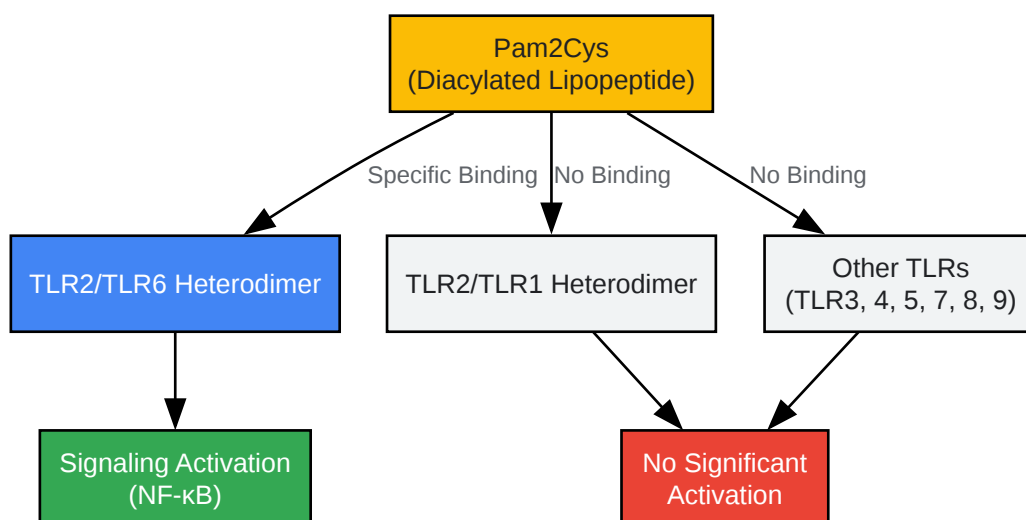 Pam2Cys
(Diacylated Lipopeptide)
Specific Binding
No Binding
No Binding
TLR2/TLR6 Heterodimer
TLR2/TLR1 Heterodimer
Other TLRs
(TLR3, 4, 5, 7, 8, 9)
Signaling Activation
(NF-κB)
No Significant
Activation